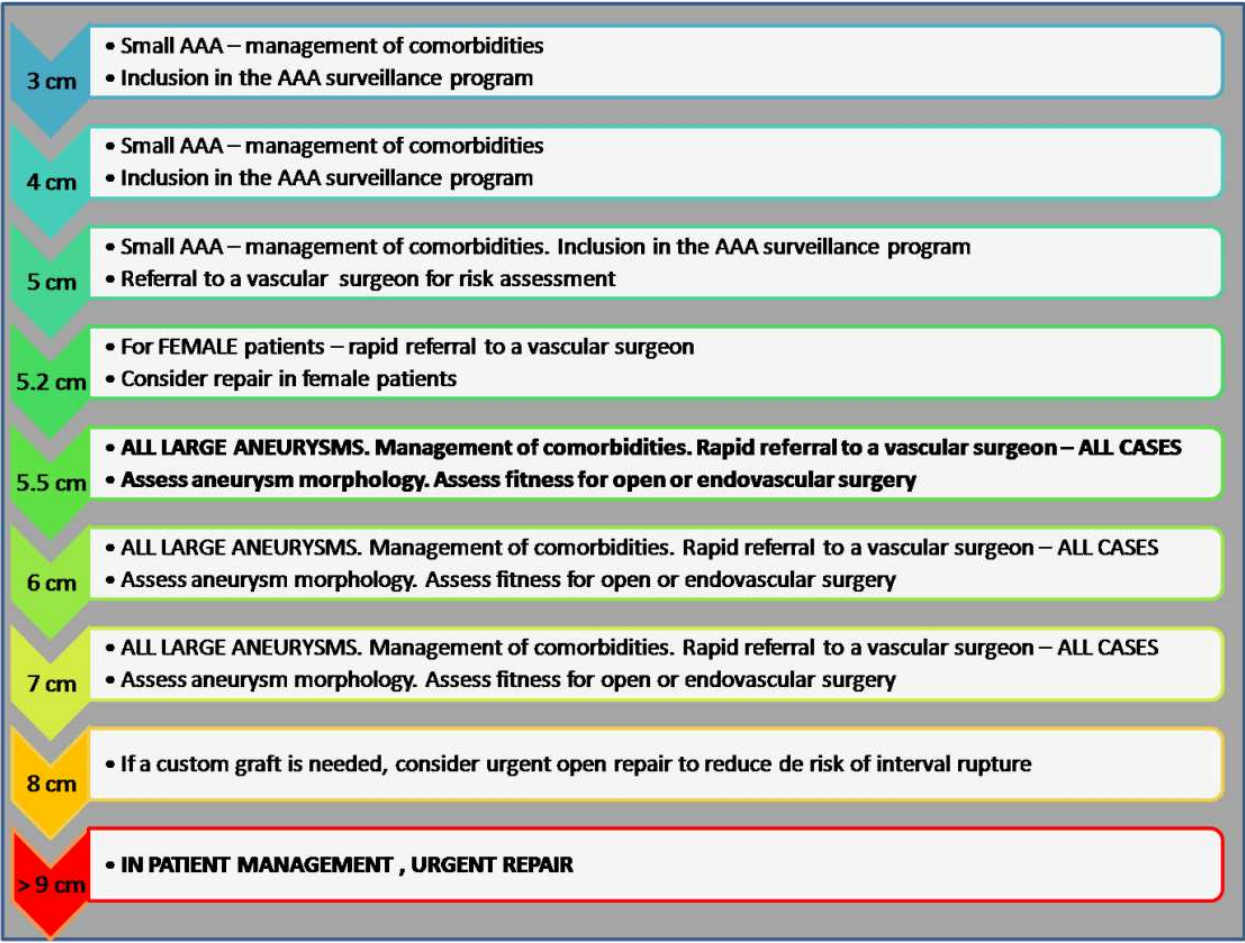 3 cm
• Small AAA – management of comorbidities
• Inclusion in the AAA surveillance program
4 cm
• Small AAA – management of comorbidities
• Inclusion in the AAA surveillance program
5 cm
• Small AAA – management of comorbidities. Inclusion in the AAA surveillance program
• Referral to a vascular surgeon for risk assessment
5.2 cm
• For FEMALE patients – rapid referral to a vascular surgeon
• Consider repair in female patients
5.5 cm
• ALL LARGE ANEURYSMS. Management of comorbidities. Rapid referral to a vascular surgeon – ALL CASES
• Assess aneurysm morphology. Assess fitness for open or endovascular surgery
6 cm
• ALL LARGE ANEURYSMS. Management of comorbidities. Rapid referral to a vascular surgeon – ALL CASES
• Assess aneurysm morphology. Assess fitness for open or endovascular surgery
7 cm
• ALL LARGE ANEURYSMS. Management of comorbidities. Rapid referral to a vascular surgeon – ALL CASES
• Assess aneurysm morphology. Assess fitness for open or endovascular surgery
8 cm
• If a custom graft is needed, consider urgent open repair to reduce de risk of interval rupture
> 9 cm
• IN PATIENT MANAGEMENT , URGENT REPAIR